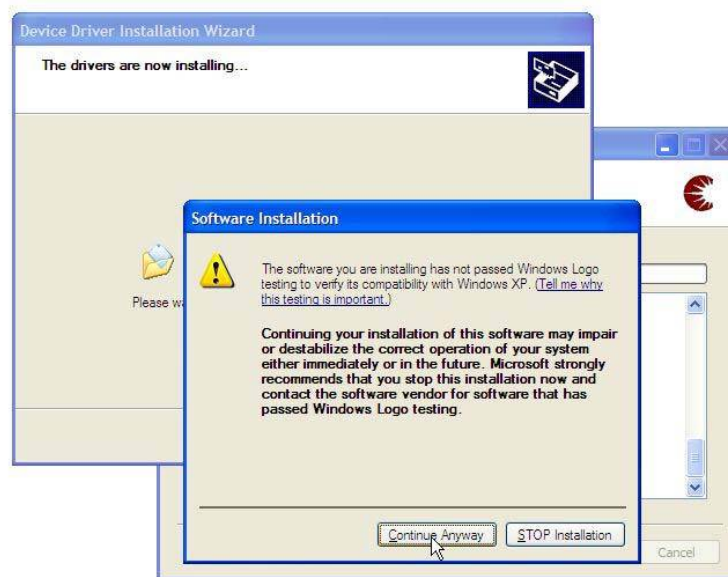 Device Driver Installation Wizard
The drivers are now installing...
Please
Software Installation
The software you are installing has not passed Windows Logo
testing to verify its compatibility with Windows XP. (Tell me why
this testing is important.)
Continuing your installation of this software may impair
or destabilize the correct operation of your system
either immediately or in the future. Microsoft strongly
recommends that you stop this installation now and
contact the software vendor for software that has
passed Windows Logo testing.
Continue Anyway
STOP Installation
Cancel